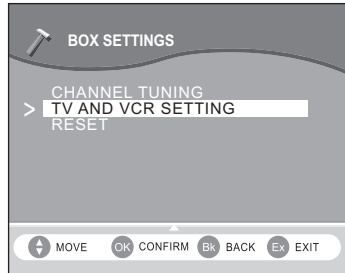 BOX SETTINGS
CHANNEL TUNING
> TV AND VCR SETTING
RESET
MOVE OK CONFIRM Bk BACK Ex EXIT